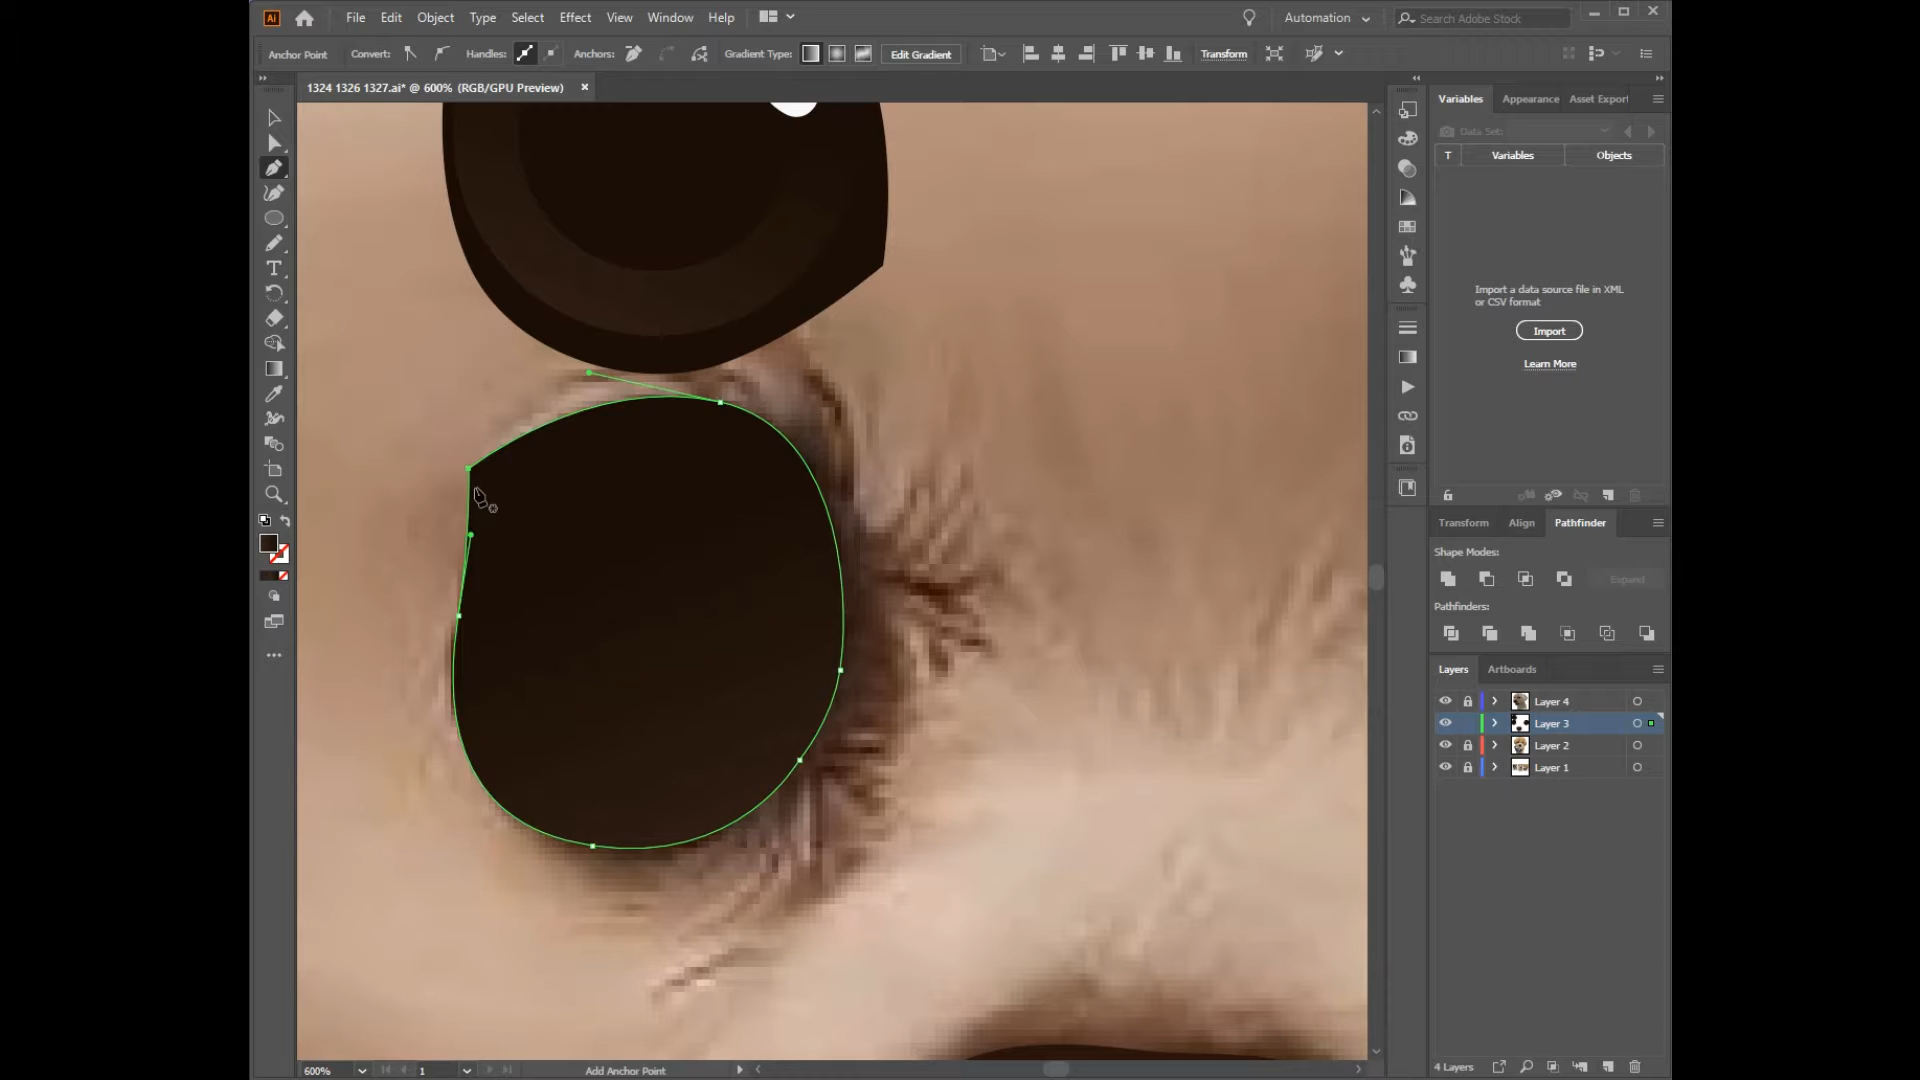 Ai File Edit Object Type Select Effect View Window Help Automation Search Adobe Stock
Anchor Point Convert: Handles: Anchors: Gradient Type: Edit Gradient Transform
1324 1326 1327.ai* @ 600% (RGB/GPU Preview) ×
Variables Appearance Asset Export
Data Set:
T Variables Objects
Import a data source file in XML
or CSV format
Import
Learn More
Transform Align Pathfinder
Shape Modes:
Expand
Pathfinders:
Layers Artboards
Layer 4
Layer 3
Layer 2
Layer 1
600% 1 Add Anchor Point 4 Layers